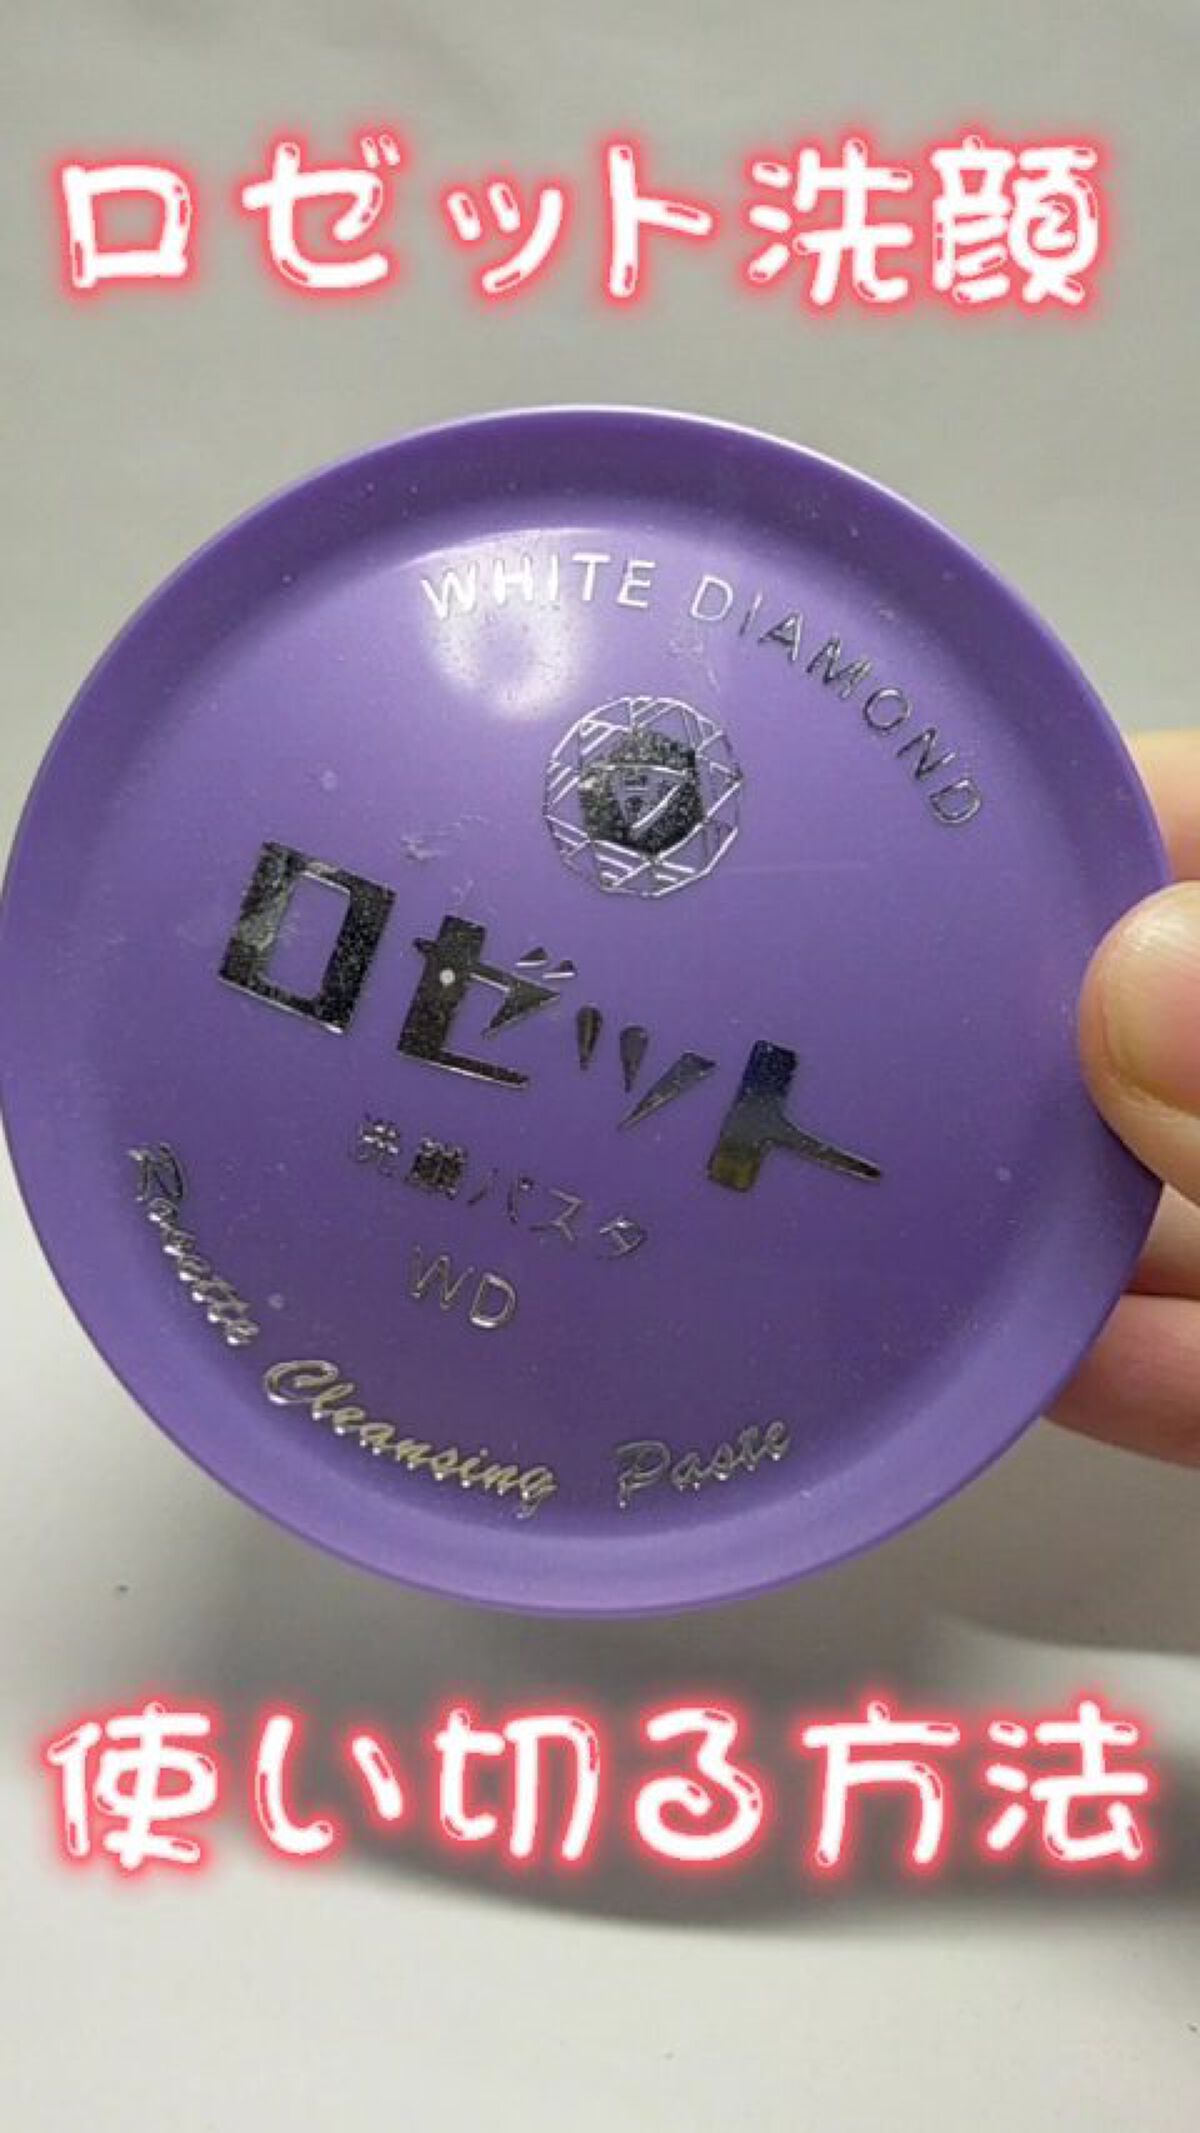 ロゼット洗顔
WHITE DIAMOND
ロゼット
洗顔パスタ
WD
Rosette Cleansing Paste
使い切る方法